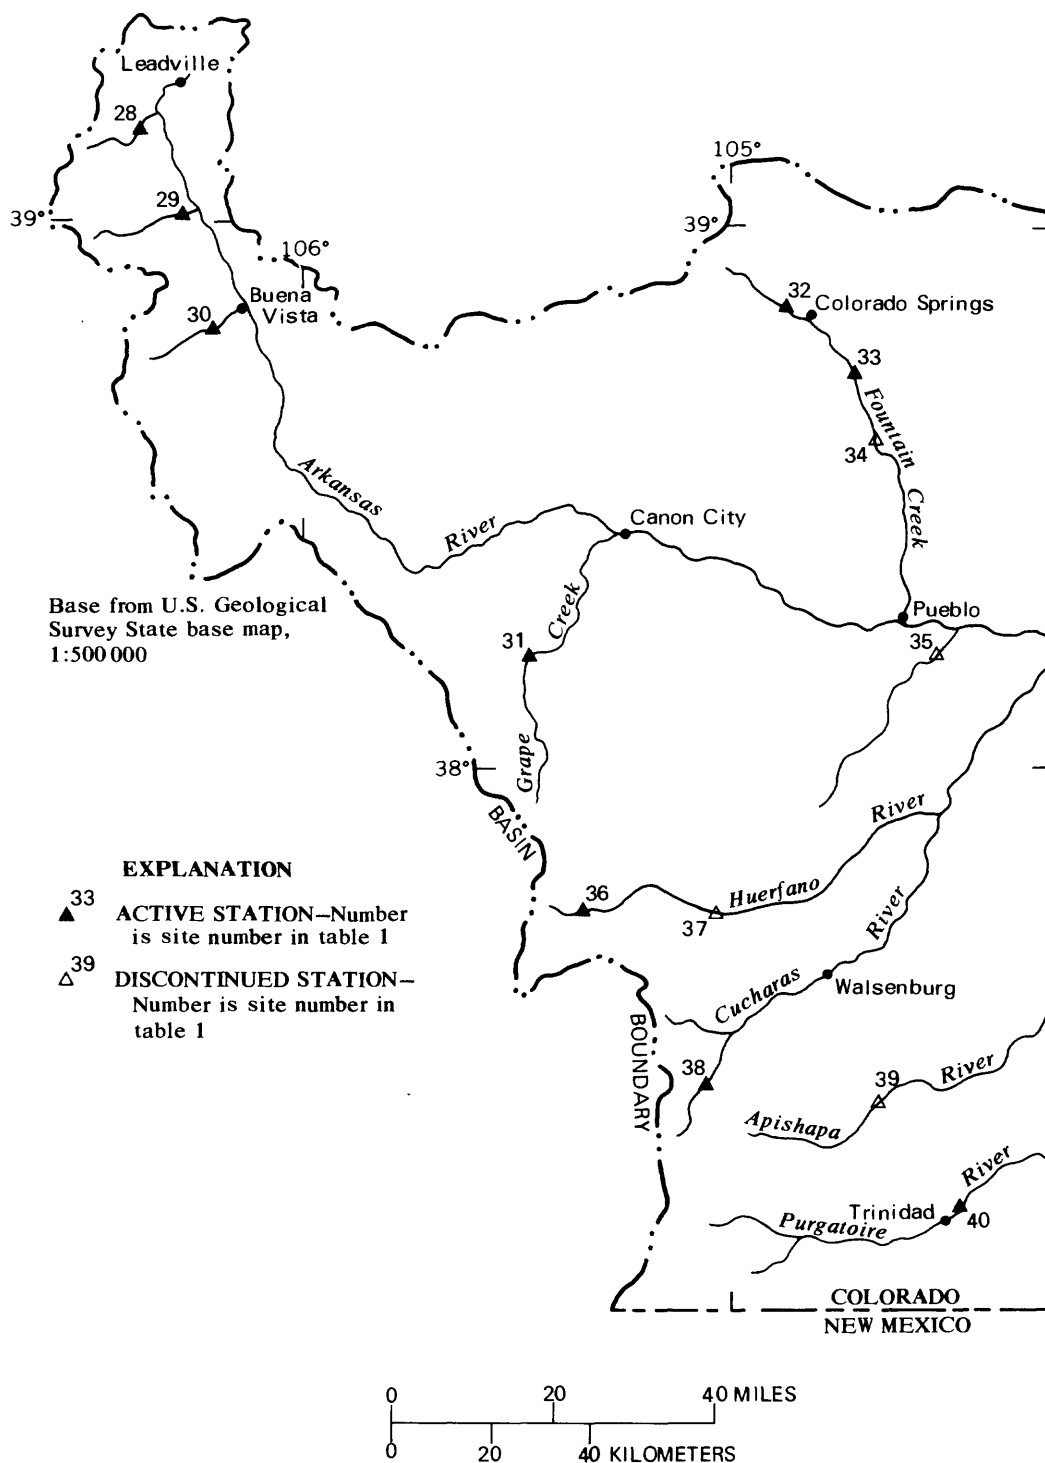 Leadville
28
105°
29
39°
39°
106°
Buena
Vista
30
32
Colorado Springs
33
Fountain
34
Creek
Arkansas
River
Canon City
Base from U.S. Geological
Survey State base map,
1:500 000
Creek
Pueblo
31
35
Grape
38°
BASIN
River
EXPLANATION
33
ACTIVE STATION—Number
is site number in table 1
39
DISCONTINUED STATION—
Number is site number in
table 1
36
Huerfano
37
River
Cucharas
Walsenburg
BOUNDARY
38
39
River
Apishapa
River
Trinidad
40
Purgatoire
COLORADO
NEW MEXICO
0 20 40 MILES
0 20 40 KILOMETERS